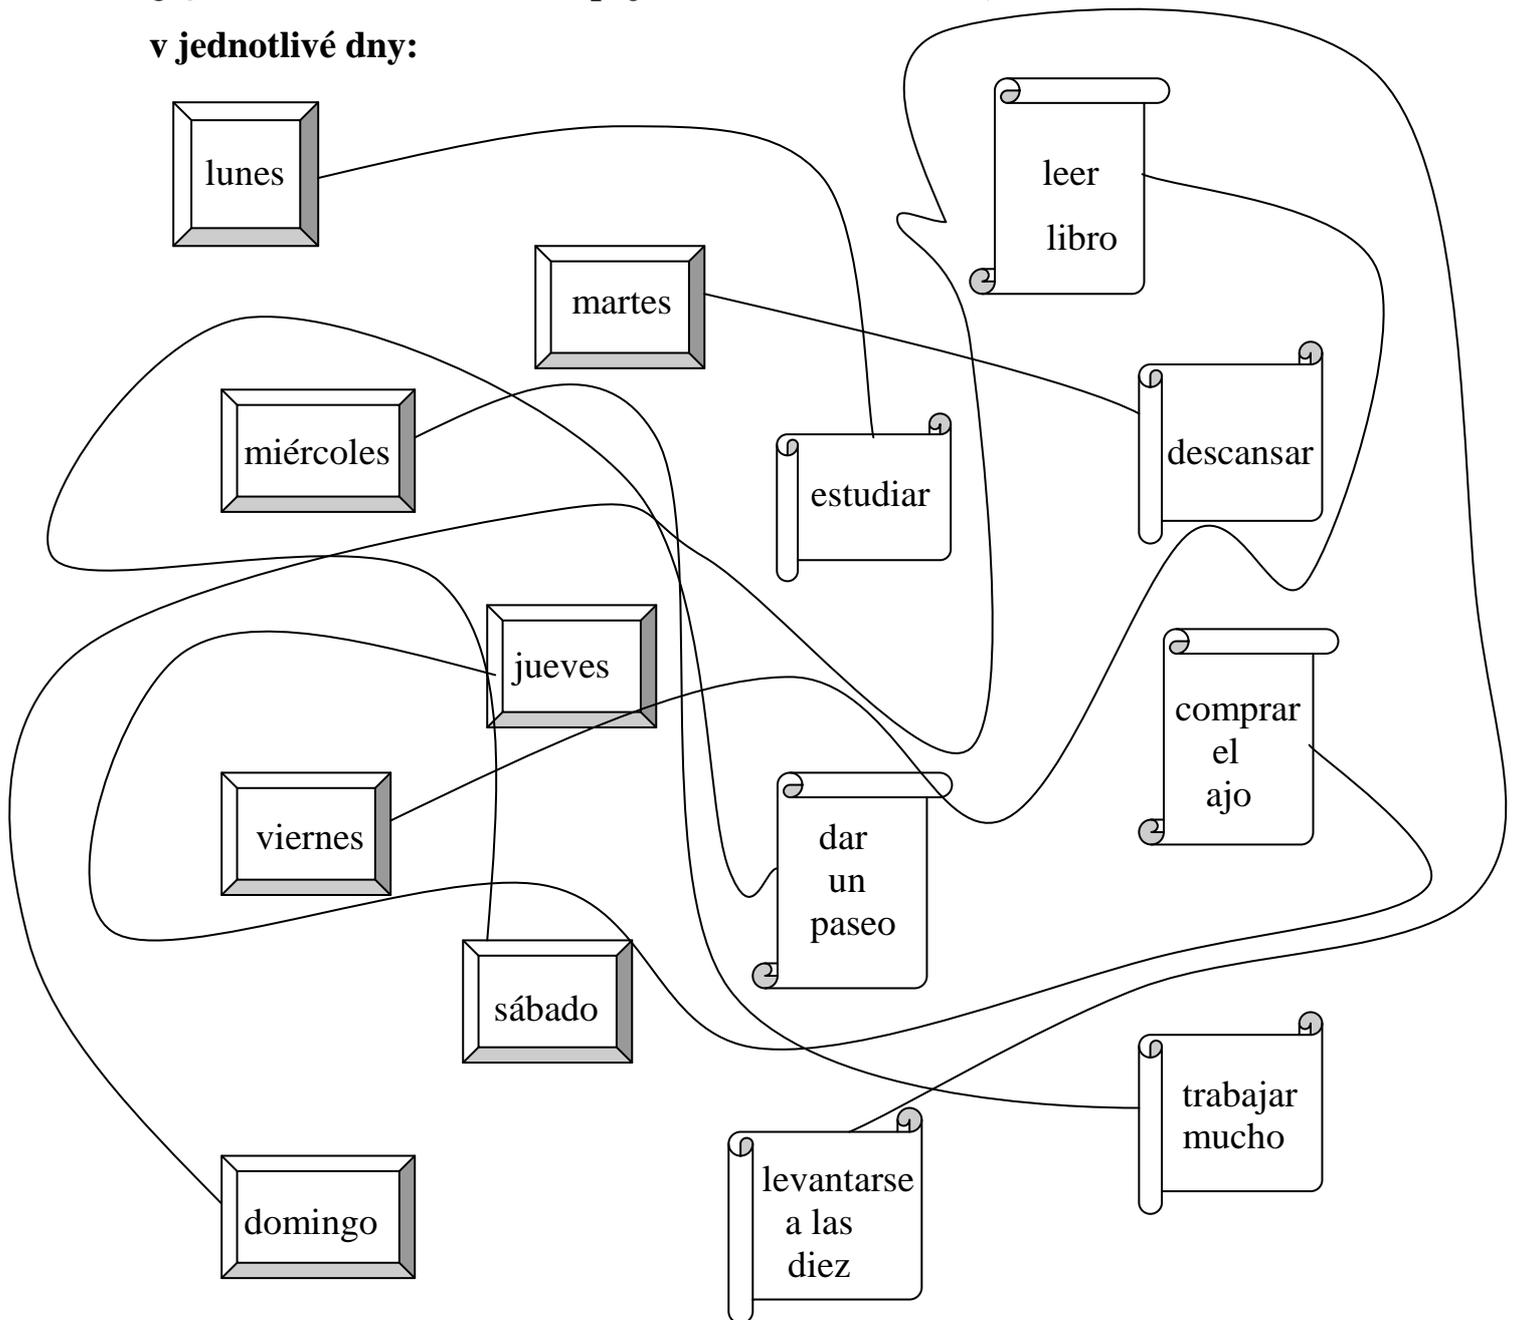 v jednotlivé dny:
lunes
leer
libro
martes
miércoles
descansar
estudiar
jueves
comprar
el
ajo
viernes
dar
un
paseo
sábado
trabajar
mucho
levantarse
a las
diez
domingo